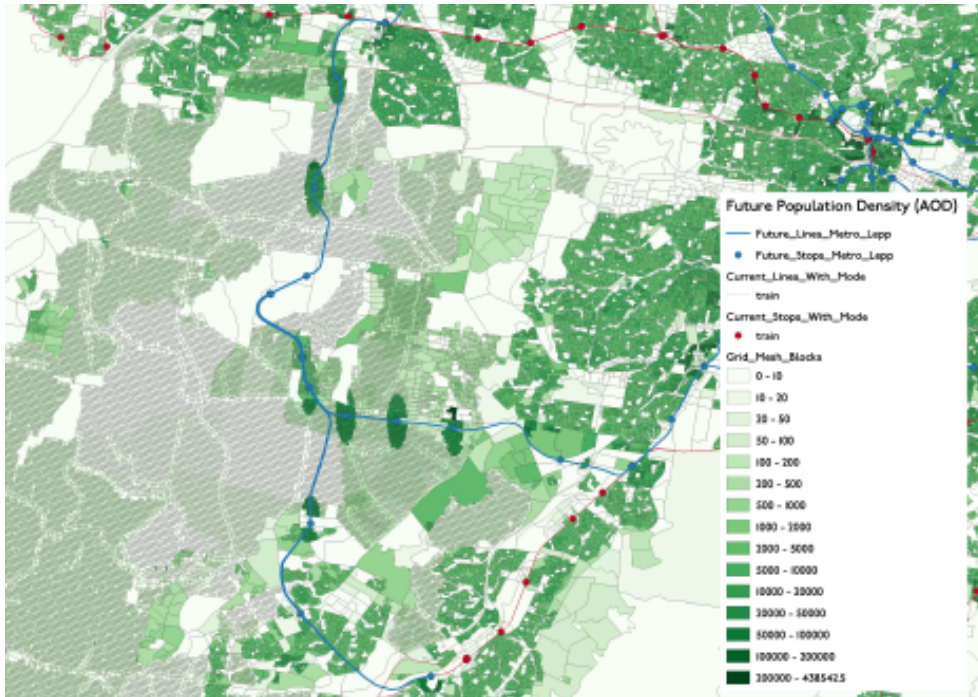 Future Population Density (AOD)
Future_Lines_Metro_Lepp
Future_Stops_Metro_Lepp
Current_Lines_With_Mode
train
Current_Stops_With_Mode
train
Grid_Mesh_Blocks
0 - 10
10 - 20
20 - 50
50 - 100
100 - 200
200 - 500
500 - 1000
1000 - 2000
2000 - 5000
5000 - 10000
10000 - 20000
20000 - 50000
50000 - 100000
100000 - 200000
200000 - 438542.5